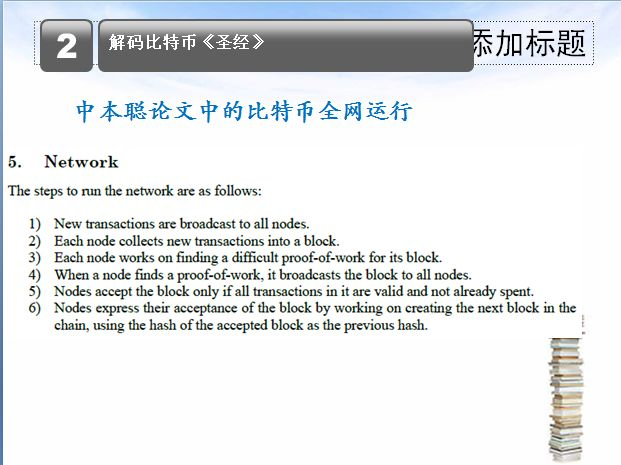 2
解码比特币《圣经》
添加标题
中本聪论文中的比特币全网运行
5. Network
The steps to run the network are as follows:
1) New transactions are broadcast to all nodes.
2) Each node collects new transactions into a block.
3) Each node works on finding a difficult proof-of-work for its block.
4) When a node finds a proof-of-work, it broadcasts the block to all nodes.
5) Nodes accept the block only if all transactions in it are valid and not already spent.
6) Nodes express their acceptance of the block by working on creating the next block in the
chain, using the hash of the accepted block as the previous hash.